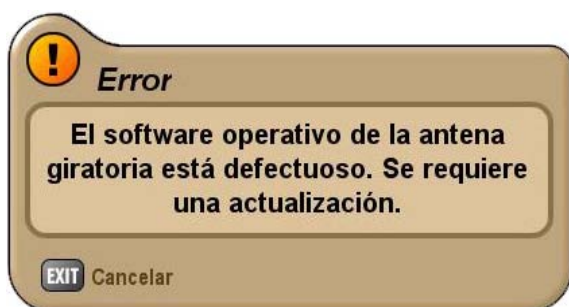 !
Error
El software operativo de la antena
giratoria está defectuoso. Se requiere
una actualización.
EXIT Cancelar